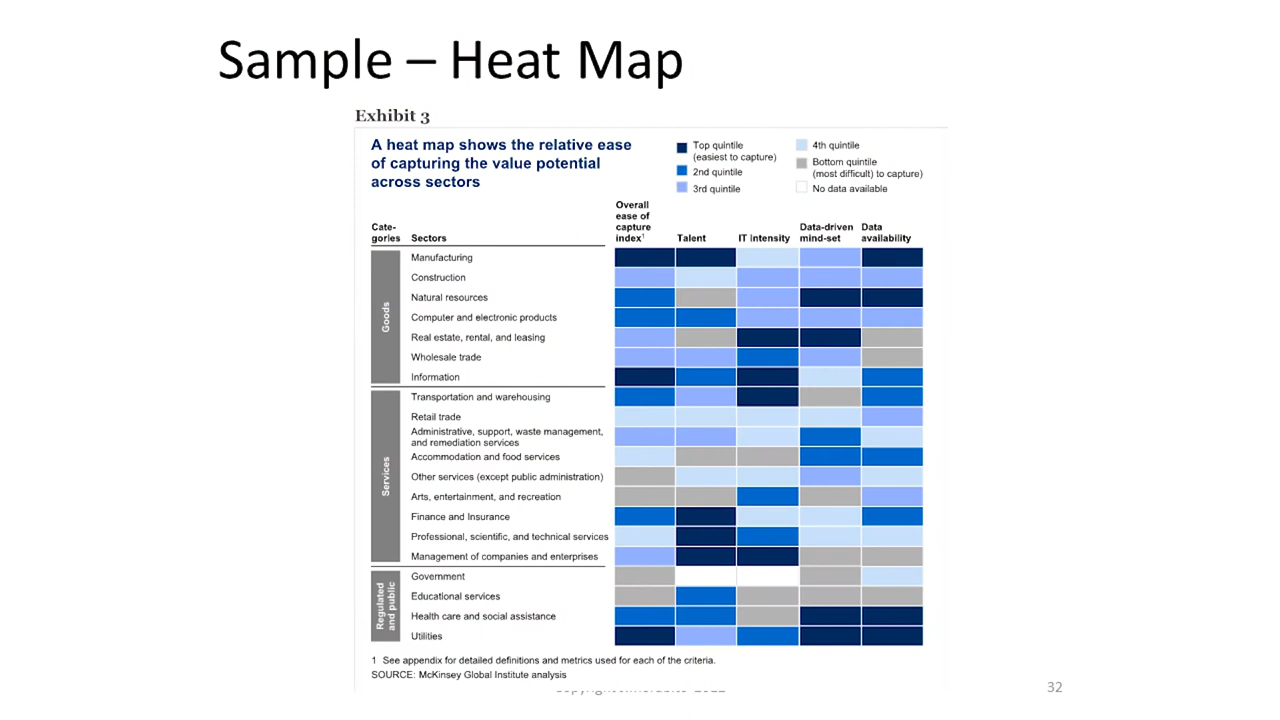 Sample – Heat Map
Exhibit 3
A heat map shows the relative ease
of capturing the value potential
across sectors
Top quintile
(easiest to capture)
2nd quintile
3rd quintile
4th quintile
Bottom quintile
(most difficult) to capture)
No data available
Cate-
gories
Sectors
Overall
ease of
capture
index¹
Talent
IT intensity
Data-driven
mind-set
Data
availability
Goods
Manufacturing
Construction
Natural resources
Computer and electronic products
Real estate, rental, and leasing
Wholesale trade
Information
Services
Transportation and warehousing
Retail trade
Administrative, support, waste management,
and remediation services
Accommodation and food services
Other services (except public administration)
Arts, entertainment, and recreation
Finance and Insurance
Professional, scientific, and technical services
Management of companies and enterprises
Regulated
and public
Government
Educational services
Health care and social assistance
Utilities
1 See appendix for detailed definitions and metrics used for each of the criteria.
SOURCE: McKinsey Global Institute analysis
32